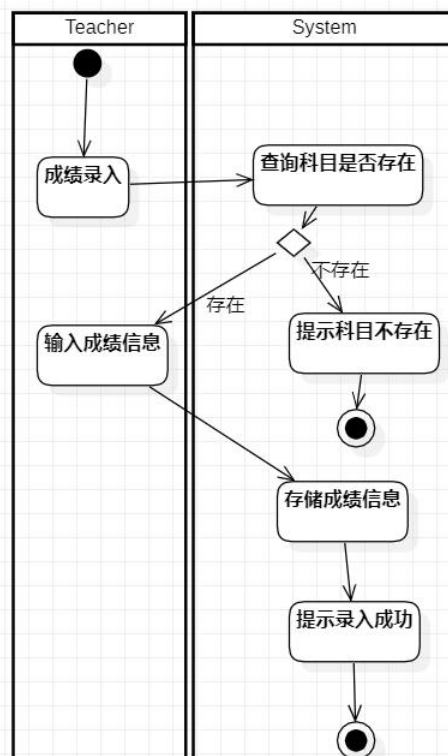 Teacher
System
成绩录入
查询科目是否存在
不存在
存在
输入成绩信息
提示科目不存在
存储成绩信息
提示录入成功